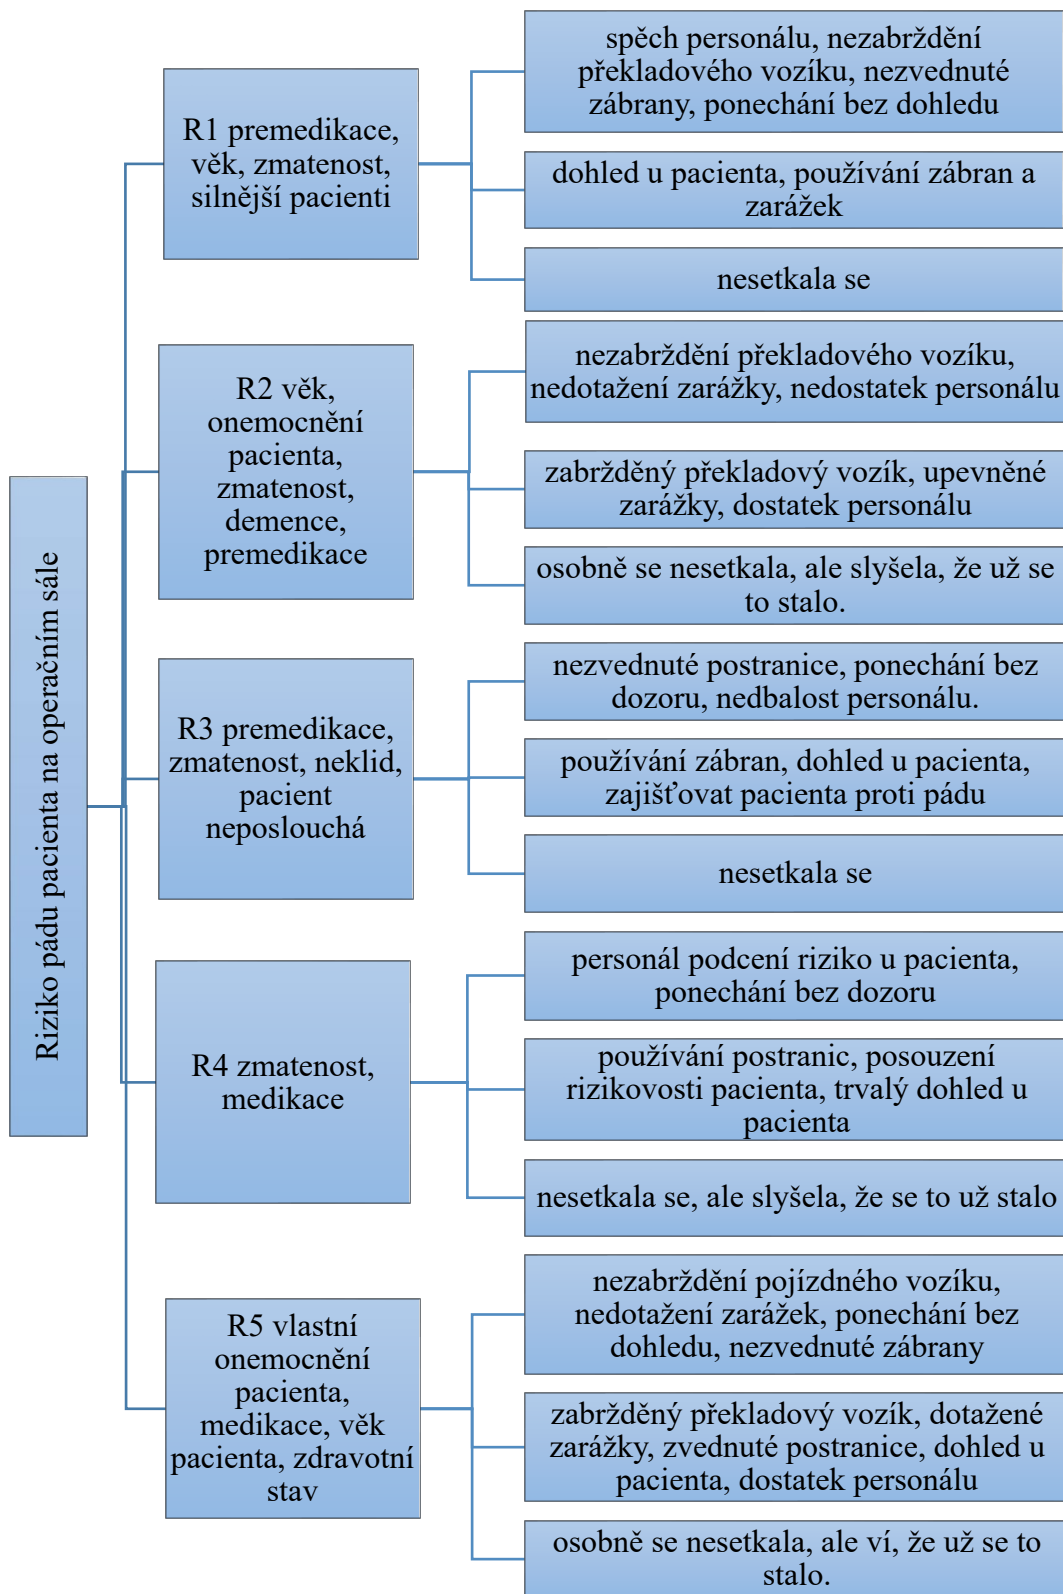 Riziko pádu pacienta na operačním sále
R1 premedikace,
věk, zmatenost,
silnější pacienti
spěch personálu, nezabrždění
překladového vozíku, nezvednuté
zábrany, ponechání bez dohledu
dohled u pacienta, používání zábran a
zarážek
nesetkala se
R2 věk,
onemocnění
pacienta,
zmatenost,
demence,
premedikace
nezabrždění překladového vozíku,
nedotažení zarážky, nedostatek personálu
zabržděný překladový vozík, upevněné
zarážky, dostatek personálu
osobně se nesetkala, ale slyšela, že už se
to stalo.
R3 premedikace,
zmatenost, neklid,
pacient
neposlouchá
nezvednuté postranice, ponechání bez
dozoru, nedbalost personálu.
používání zábran, dohled u pacienta,
zajišťovat pacienta proti pádu
nesetkala se
R4 zmatenost,
medikace
personál podcení riziko u pacienta,
ponechání bez dozoru
používání postranic, posouzení
rizikovosti pacienta, trvalý dohled u
pacienta
nesetkala se, ale slyšela, že se to už stalo
R5 vlastní
onemocnění
pacienta,
medikace, věk
pacienta, zdravotní
stav
nezabrždění pojízdného vozíku,
nedotažení zarážek, ponechání bez
dohledu, nezvednuté zábrany
zabržděný překladový vozík, dotažené
zarážky, zvednuté postranice, dohled u
pacienta, dostatek personálu
osobně se nesetkala, ale ví, že už se to
stalo.